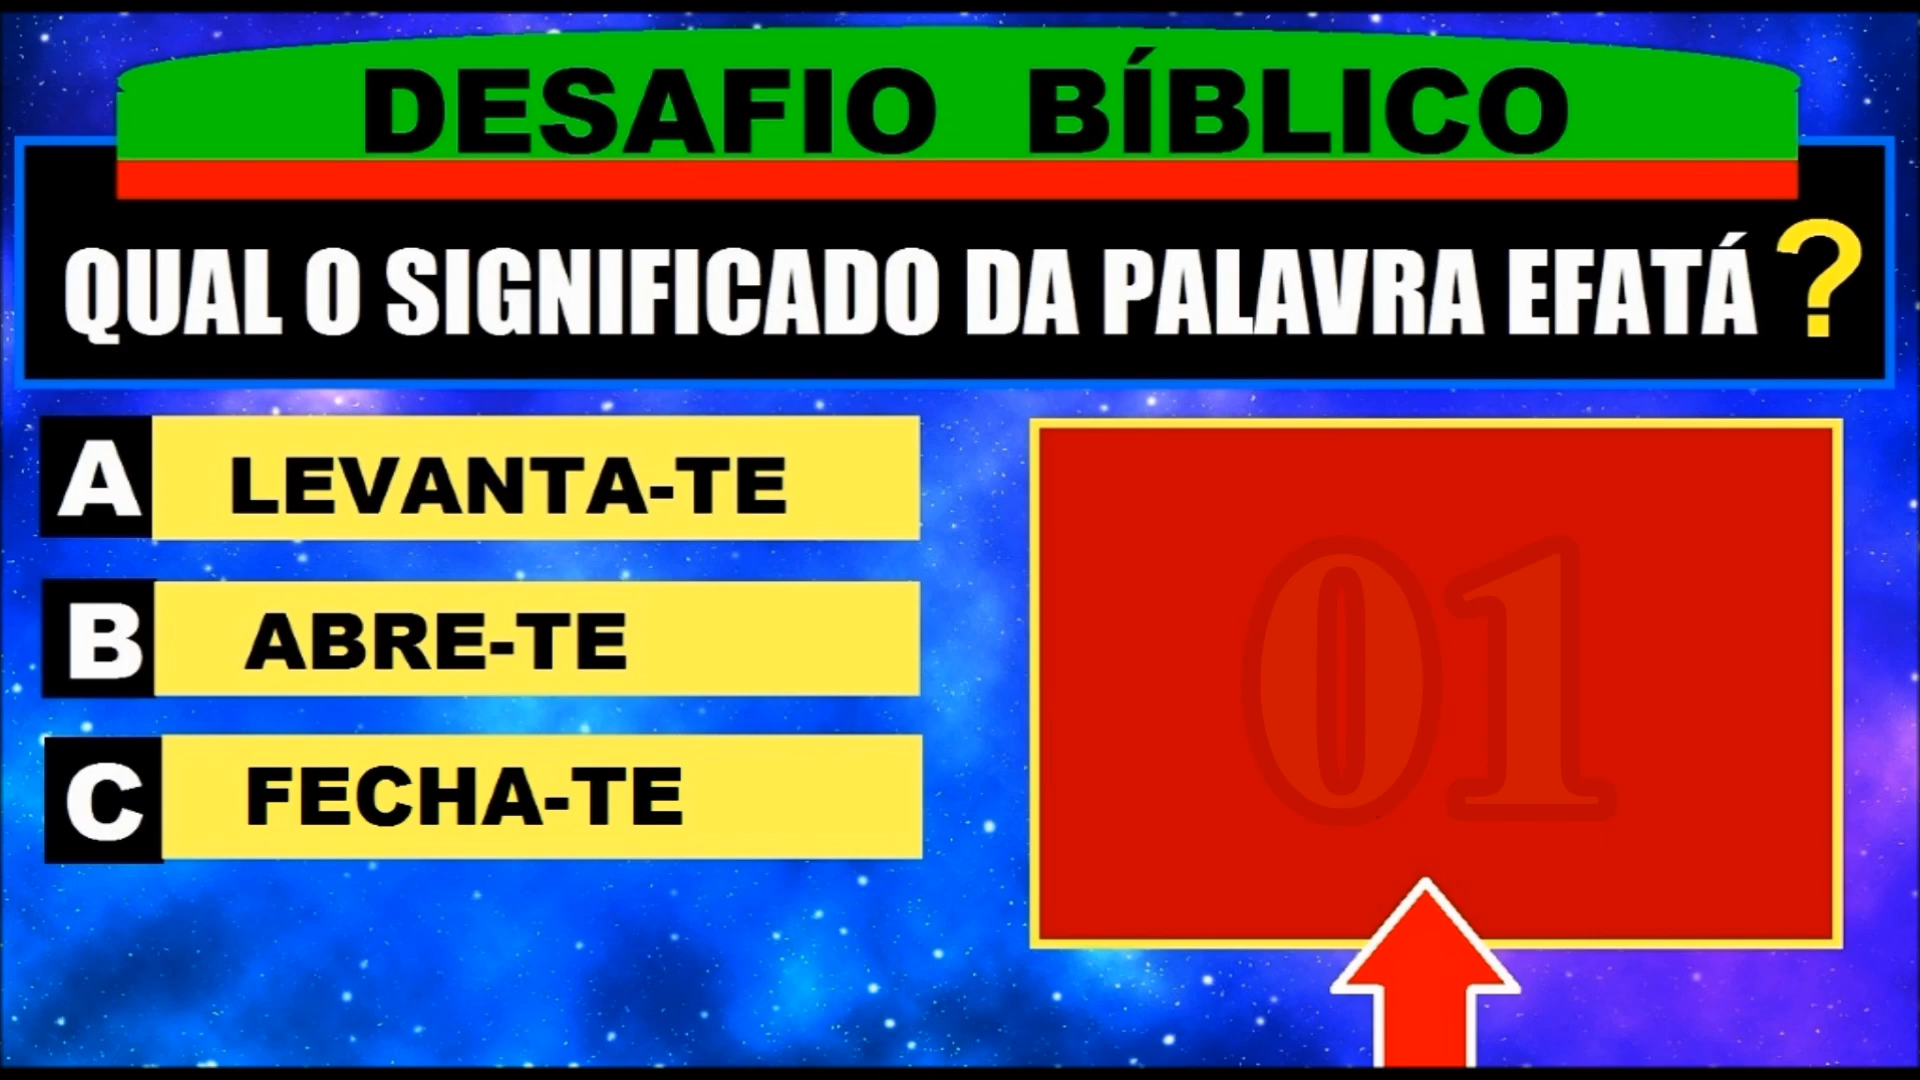 DESAFIO BÍBLICO
QUAL O SIGNIFICADO DA PALAVRA EFATÁ?
A LEVANTA-TE
B ABRE-TE
C FECHA-TE
01